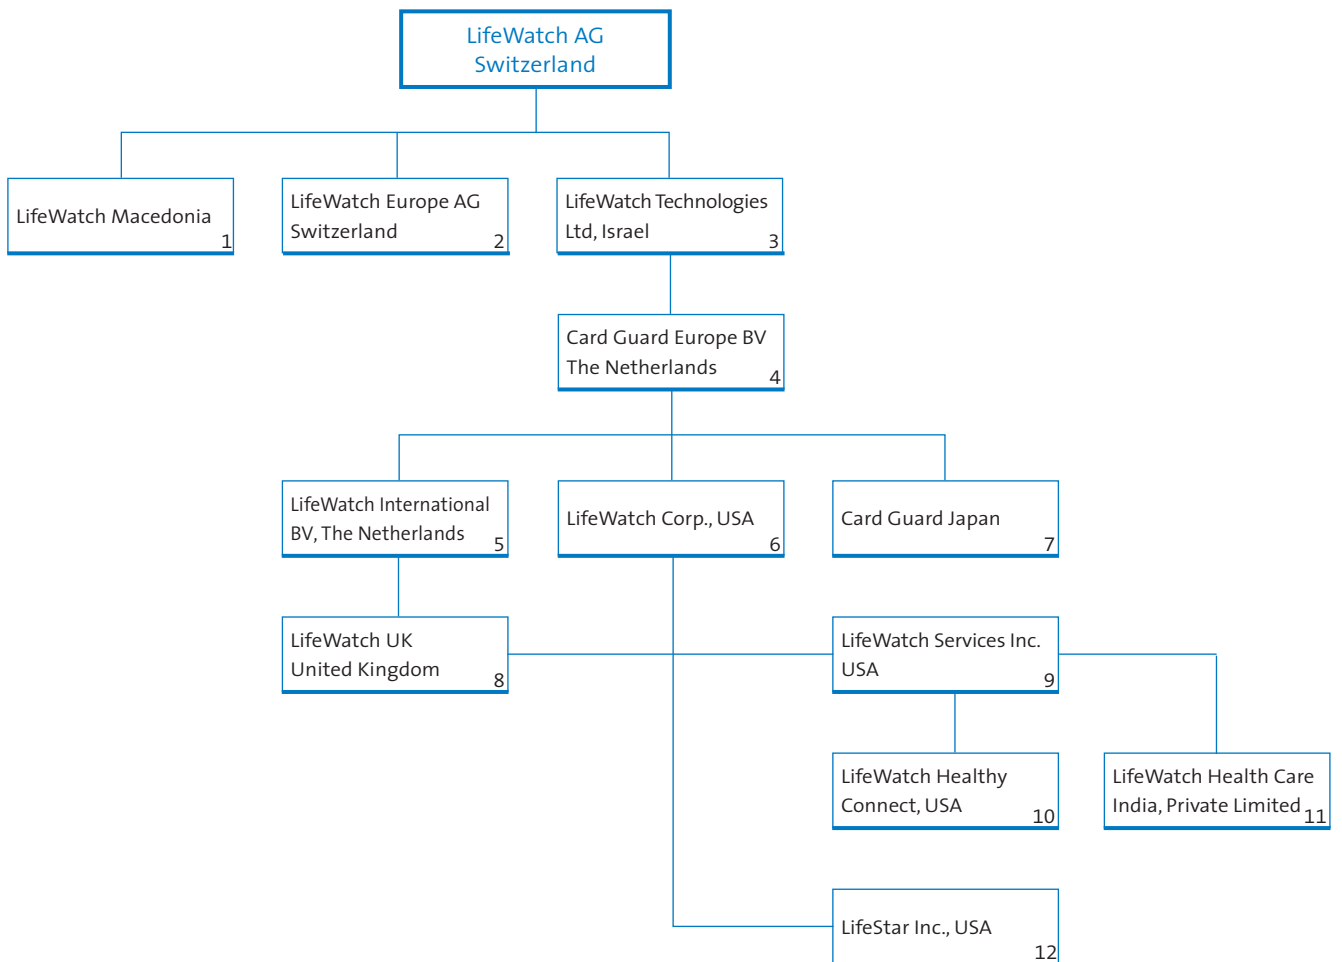 LifeWatch AG
Switzerland
LifeWatch Macedonia
1
LifeWatch Europe AG
Switzerland
2
LifeWatch Technologies
Ltd, Israel
3
Card Guard Europe BV
The Netherlands
4
LifeWatch International
BV, The Netherlands
5
LifeWatch Corp., USA
6
Card Guard Japan
7
LifeWatch UK
United Kingdom
8
LifeWatch Services Inc.
USA
9
LifeWatch Healthy
Connect, USA
10
LifeWatch Health Care
India, Private Limited
11
LifeStar Inc., USA
12